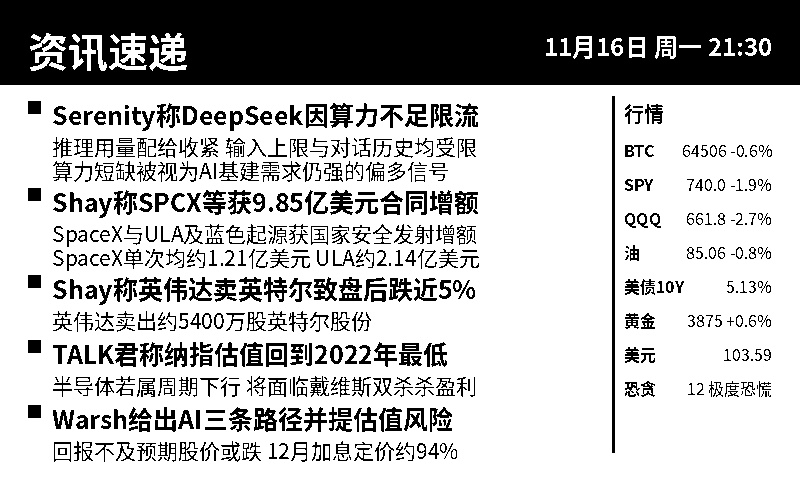 资讯速递
11月16日 周一 21:30
Serenity称DeepSeek因算力不足限流
推理用量配给收紧 输入上限与对话历史均受限
算力短缺被视为AI基建需求仍强的偏多信号
Shay称SPCX等获9.85亿美元合同增额
SpaceX与ULA及蓝色起源获国家安全发射增额
SpaceX单次均约1.21亿美元 ULA约2.14亿美元
Shay称英伟达卖英特尔致盘后跌近5%
英伟达卖出约5400万股英特尔股份
TALK君称纳指估值回到2022年最低
半导体若属周期下行 将面临戴维斯双杀杀盈利
Warsh给出AI三条路径并提估值风险
回报不及预期股价或跌 12月加息定价约94%
行情
BTC 64506 -0.6%
SPY 740.0 -1.9%
QQQ 661.8 -2.7%
油 85.06 -0.8%
美债10Y 5.13%
黄金 3875 +0.6%
美元 103.59
恐贪 12 极度恐慌